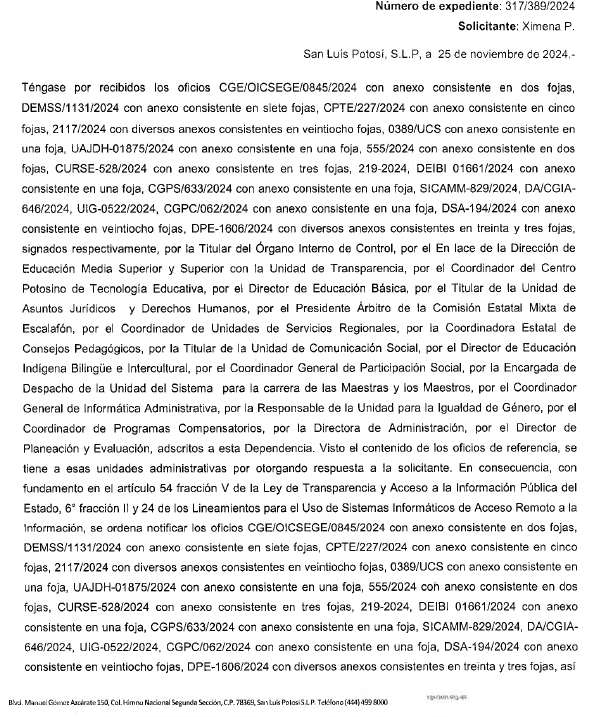 Número de expediente: 317/389/2024
Solicitante: Ximena P.
San Luis Potosí, S.L.P, a 25 de noviembre de 2024.-
Téngase por recibidos los oficios CGE/OICSEGE/0845/2024 con anexo consistente en dos fojas,
DEMSS/1131/2024 con anexo consistente en siete fojas, CPTE/227/2024 con anexo consistente en cinco
fojas, 2117/2024 con diversos anexos consistentes en veintiocho fojas, 0389/UCS con anexo consistente en
una foja, UAJDH-01875/2024 con anexo consistente en una foja, 555/2024 con anexo consistente en dos
fojas, CURSE-528/2024 con anexo consistente en tres fojas, 219-2024, DEIBI 01661/2024 con anexo
consistente en una foja, CGPS/633/2024 con anexo consistente en una foja, SICAMM-829/2024, DA/CGIA-
646/2024, UIG-0522/2024, CGPC/062/2024 con anexo consistente en una foja, DSA-194/2024 con anexo
consistente en veintiocho fojas, DPE-1606/2024 con diversos anexos consistentes en treinta y tres fojas,
signados respectivamente, por la Titular del Órgano Interno de Control, por el En lace de la Dirección de
Educación Media Superior y Superior con la Unidad de Transparencia, por el Coordinador del Centro
Potosino de Tecnología Educativa, por el Director de Educación Básica, por el Titular de la Unidad de
Asuntos Jurídicos y Derechos Humanos, por el Presidente Árbitro de la Comisión Estatal Mixta de
Escalafón, por el Coordinador de Unidades de Servicios Regionales, por la Coordinadora Estatal de
Consejos Pedagógicos, por la Titular de la Unidad de Comunicación Social, por el Director de Educación
Indígena Bilingüe e Intercultural, por el Coordinador General de Participación Social, por la Encargada de
Despacho de la Unidad del Sistema para la carrera de las Maestras y los Maestros, por el Coordinador
General de Informática Administrativa, por la Responsable de la Unidad para la Igualdad de Género, por el
Coordinador de Programas Compensatorios, por la Directora de Administración, por el Director de
Planeación y Evaluación, adscritos a esta Dependencia. Visto el contenido de los oficios de referencia, se
tiene a esas unidades administrativas por otorgando respuesta a la solicitante. En consecuencia, con
fundamento en el artículo 54 fracción V de la Ley de Transparencia y Acceso a la Información Pública del
Estado, 6° fracción II y 24 de los Lineamientos para el Uso de Sistemas Informáticos de Acceso Remoto a la
Información, se ordena notificar los oficios CGE/OICSEGE/0845/2024 con anexo consistente en dos fojas,
DEMSS/1131/2024 con anexo consistente en siete fojas, CPTE/227/2024 con anexo consistente en cinco
fojas, 2117/2024 con diversos anexos consistentes en veintiocho fojas, 0389/UCS con anexo consistente en
una foja, UAJDH-01875/2024 con anexo consistente en una foja, 555/2024 con anexo consistente en dos
fojas, CURSE-528/2024 con anexo consistente en tres fojas, 219-2024, DEIBI 01661/2024 con anexo
consistente en una foja, CGPS/633/2024 con anexo consistente en una foja, SICAMM-829/2024, DA/CGIA-
646/2024, UIG-0522/2024, CGPC/062/2024 con anexo consistente en una foja, DSA-194/2024 con anexo
consistente en veintiocho fojas, DPE-1606/2024 con diversos anexos consistentes en treinta y tres fojas, así
Blvd. Manuel Gómez Azcárate 150, Col. Himno Nacional Segunda Sección, C.P. 78369, San Luis Potosí S.L.P. Teléfono (444) 499 8000